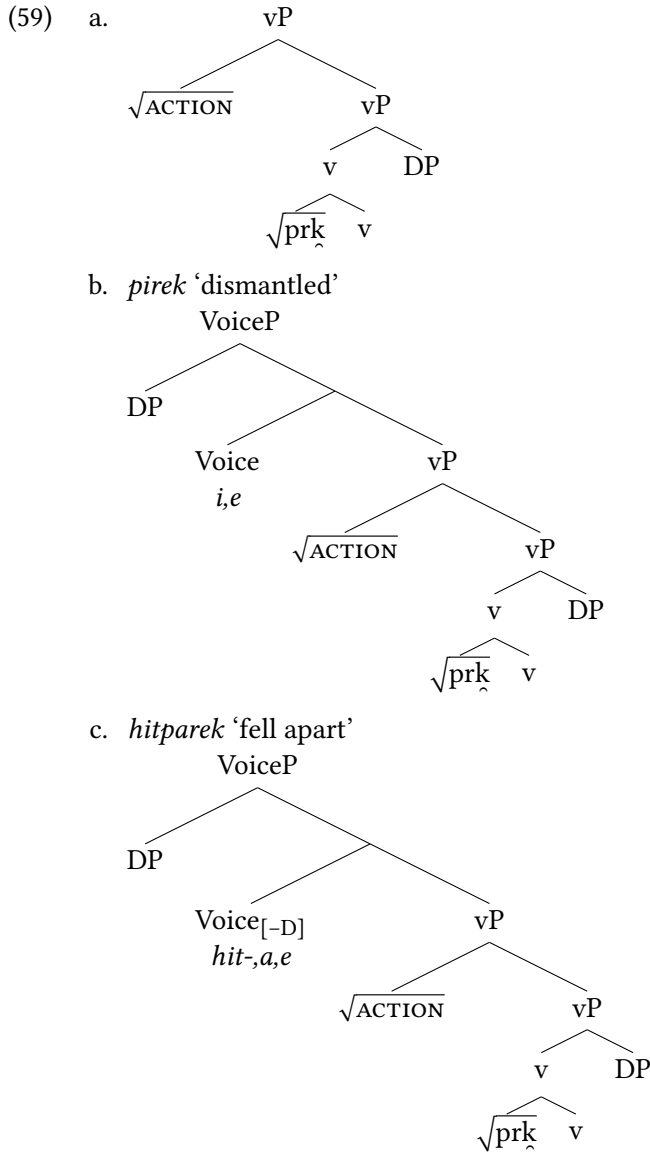 (59) a. vP
√ACTION vP
v DP
√prk̯ v
b. pirek ‘dismantled’
VoiceP
DP
Voice vP
i,e
√ACTION vP
v DP
√prk̯ v
c. hitparek ‘fell apart’
VoiceP
DP
Voice[–D] vP
hit-,a,e
√ACTION vP
v DP
√prk̯ v